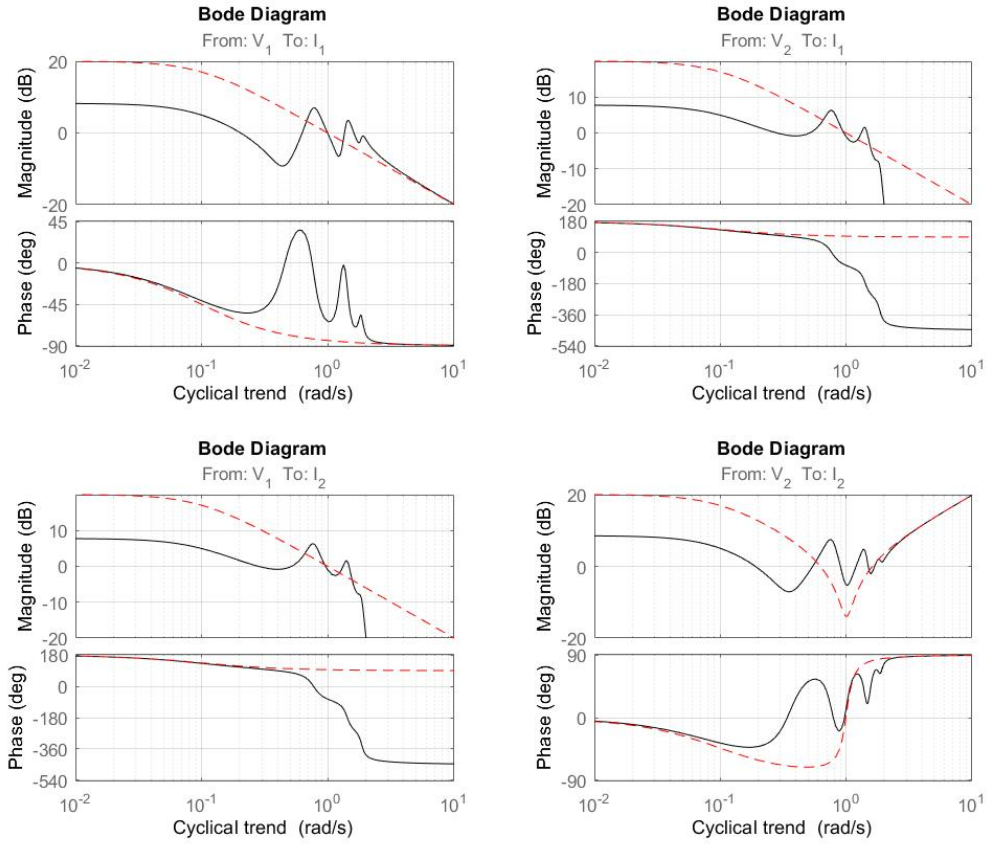 Bode Diagram
From: V1 To: I1
Magnitude (dB)
20
10
0
-10
-20
Phase (deg)
45
0
-45
-90
10-2
10-1
100
101
Cyclical trend (rad/s)
Bode Diagram
From: V2 To: I1
Magnitude (dB)
20
10
0
-10
-20
Phase (deg)
180
0
-180
-360
-540
10-2
10-1
100
101
Cyclical trend (rad/s)
Bode Diagram
From: V1 To: I2
Magnitude (dB)
20
10
0
-10
-20
Phase (deg)
180
0
-180
-360
-540
10-2
10-1
100
101
Cyclical trend (rad/s)
Bode Diagram
From: V2 To: I2
Magnitude (dB)
20
0
-20
Phase (deg)
90
0
-90
10-2
10-1
100
101
Cyclical trend (rad/s)